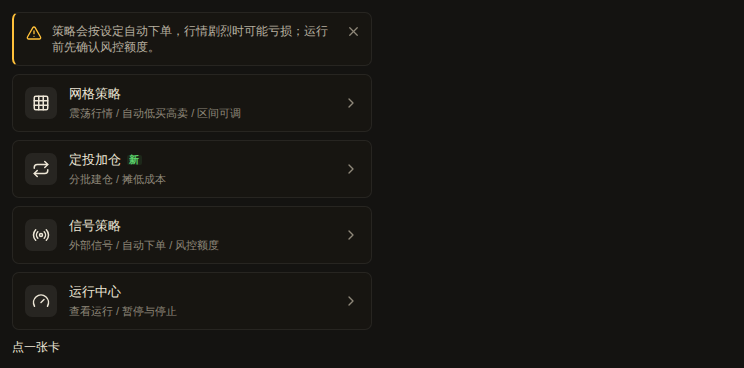 策略会按设定自动下单，行情剧烈时可能亏损；运行
前先确认风控额度。
网格策略
震荡行情 / 自动低买高卖 / 区间可调
定投加仓 新
分批建仓 / 摊低成本
信号策略
外部信号 / 自动下单 / 风控额度
运行中心
查看运行 / 暂停与停止
点一张卡